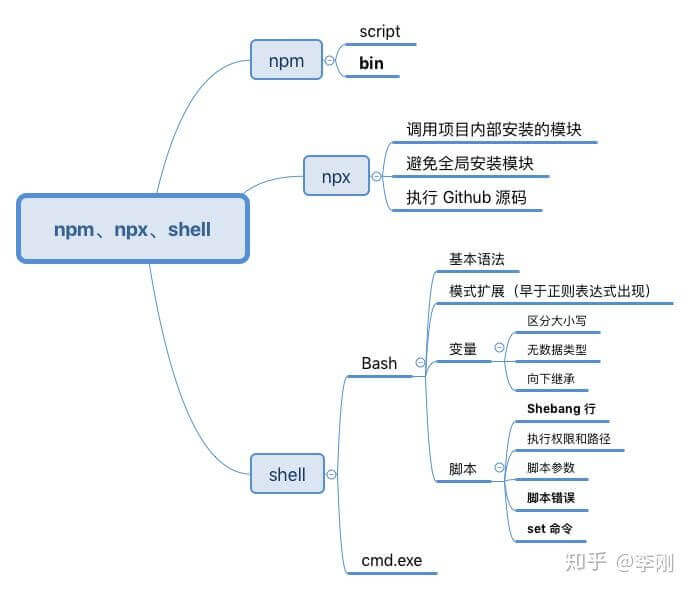 npm、npx、shell
npm
script
bin
npx
调用项目内部安装的模块
避免全局安装模块
执行 Github 源码
shell
Bash
基本语法
模式扩展（早于正则表达式出现）
变量
区分大小写
无数据类型
向下继承
脚本
Shebang 行
执行权限和路径
脚本参数
脚本错误
set 命令
cmd.exe
知乎 @李刚